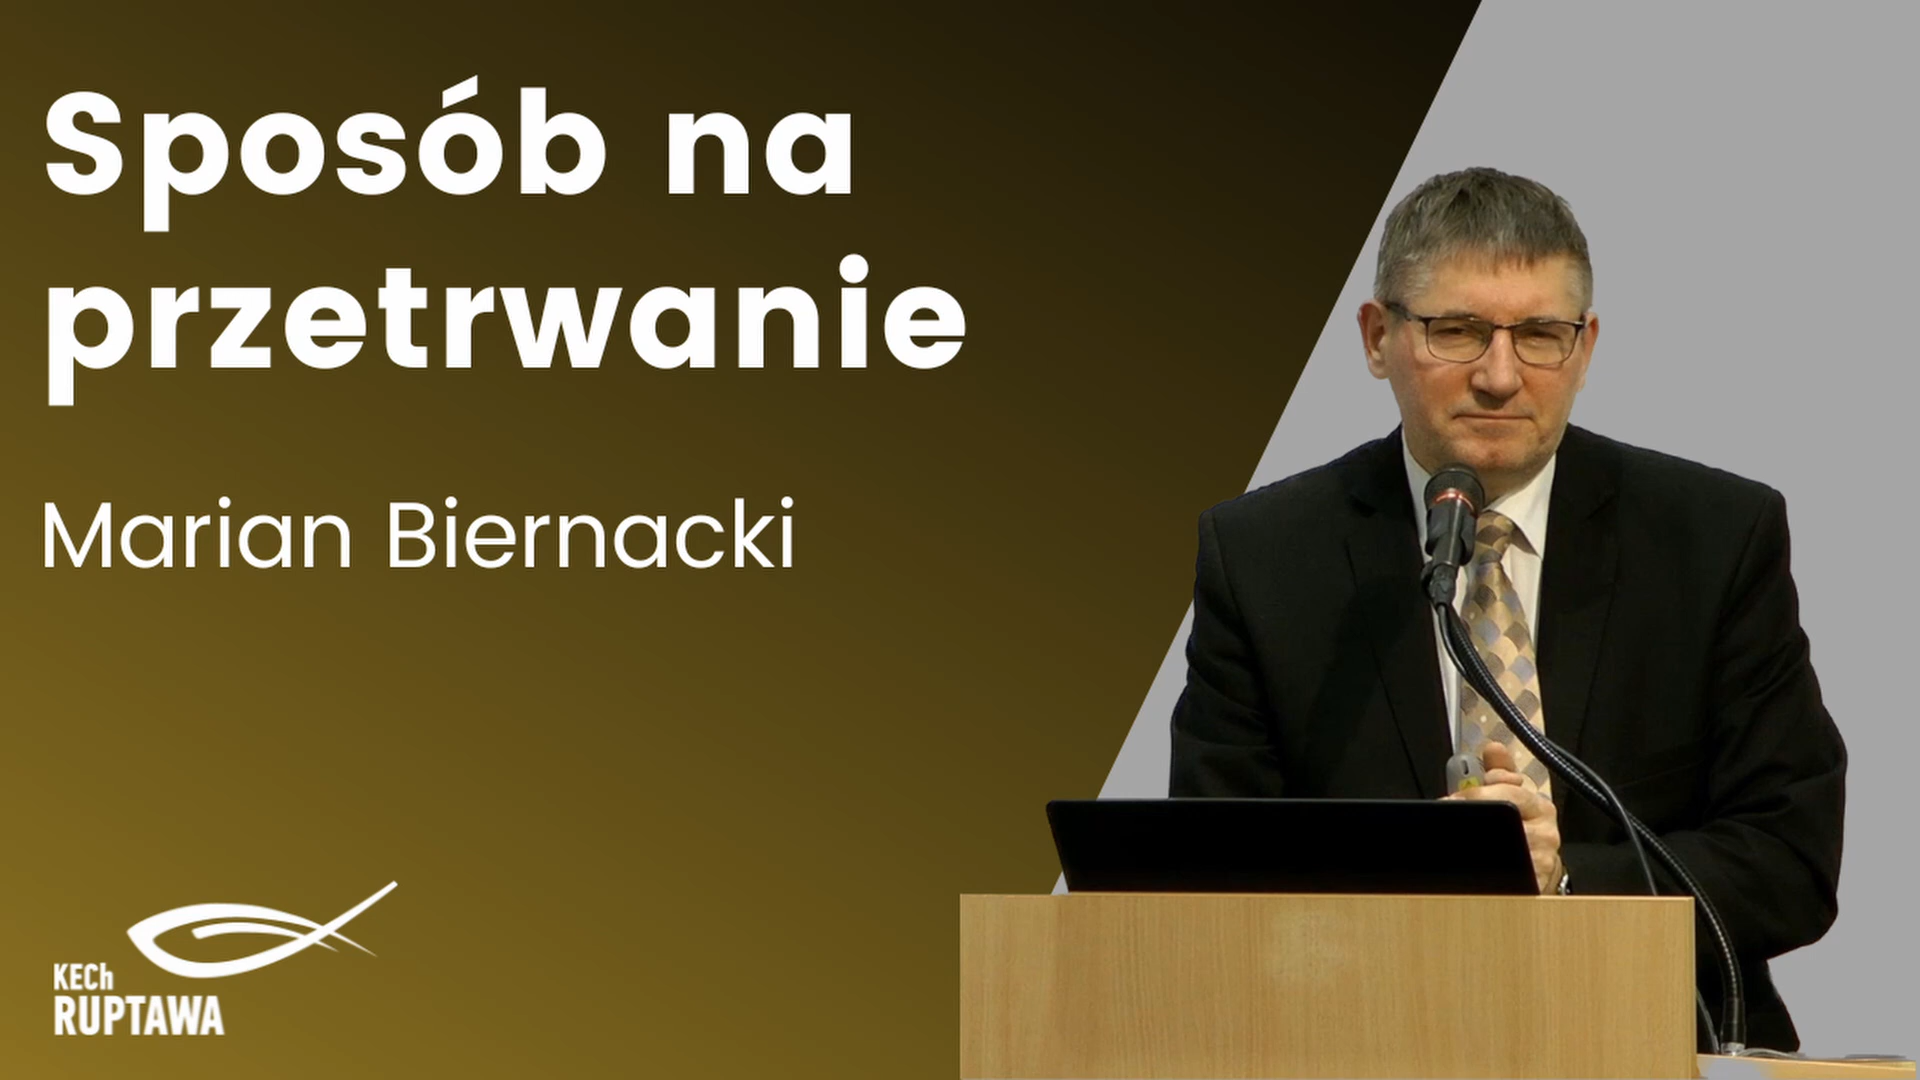 Sposób na
przetrwanie
Marian Biernacki
KECh
RUPTAWA